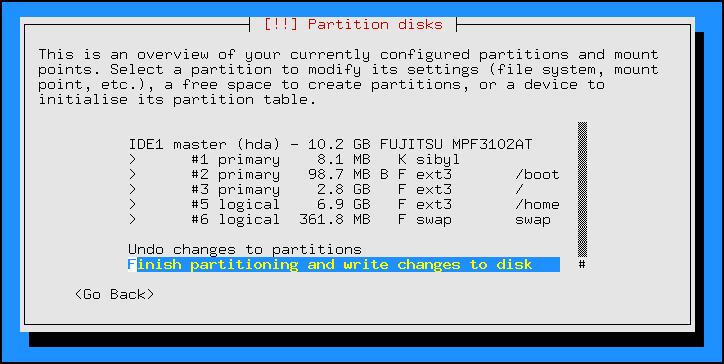 [!!] Partition disks
This is an overview of your currently configured partitions and mount
points. Select a partition to modify its settings (file system, mount
point, etc.), a free space to create partitions, or a device to
initialise its partition table.
IDE1 master (hda) - 10.2 GB FUJITSU MPF3102AT
>       #1 primary    8.1 MB     K sibyl
>       #2 primary   98.7 MB B F ext3        /boot
>       #3 primary    2.8 GB     F ext3        /
>       #5 logical    6.9 GB     F ext3        /home
>       #6 logical  361.8 MB     F swap        swap
Undo changes to partitions
Finish partitioning and write changes to disk #
<Go Back>